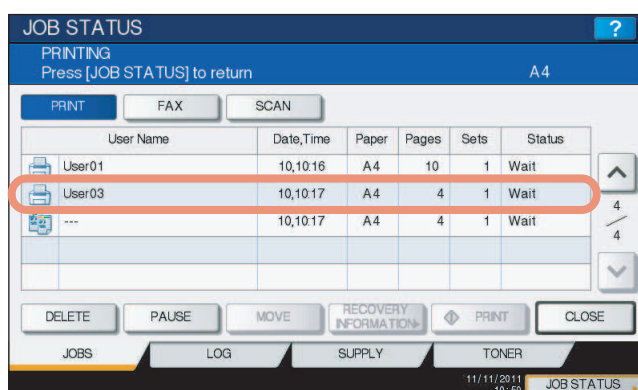 JOB STATUS
?
PRINTING
Press [JOB STATUS] to return A4
PRINT FAX SCAN
User Name Date,Time Paper Pages Sets Status
User01 10,10:16 A4 10 1 Wait
User03 10,10:17 A4 4 1 Wait
--- 10,10:17 A4 4 1 Wait
4
4
DELETE PAUSE MOVE RECOVERY INFORMATION PRINT CLOSE
JOBS LOG SUPPLY TONER
11/11/2011
JOB STATUS